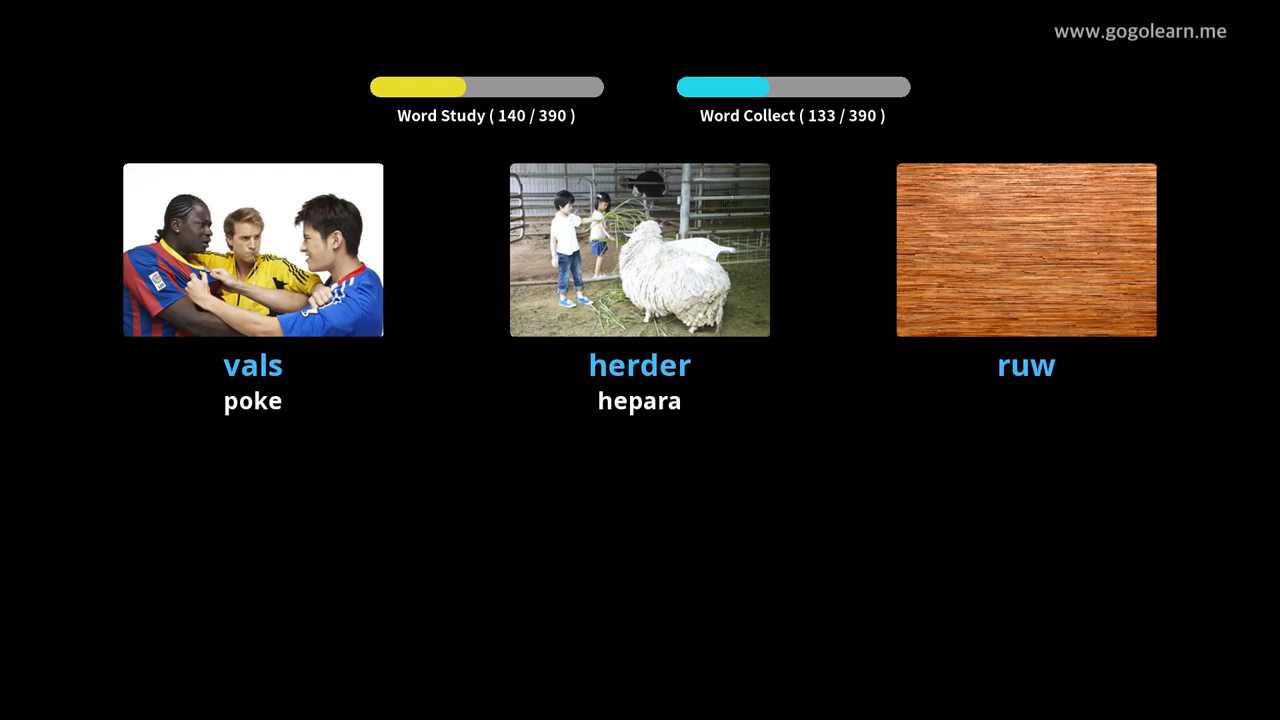 www.gogolearn.me
Word Study ( 140 / 390 )
Word Collect ( 133 / 390 )
vals
poke
herder
hepara
ruw